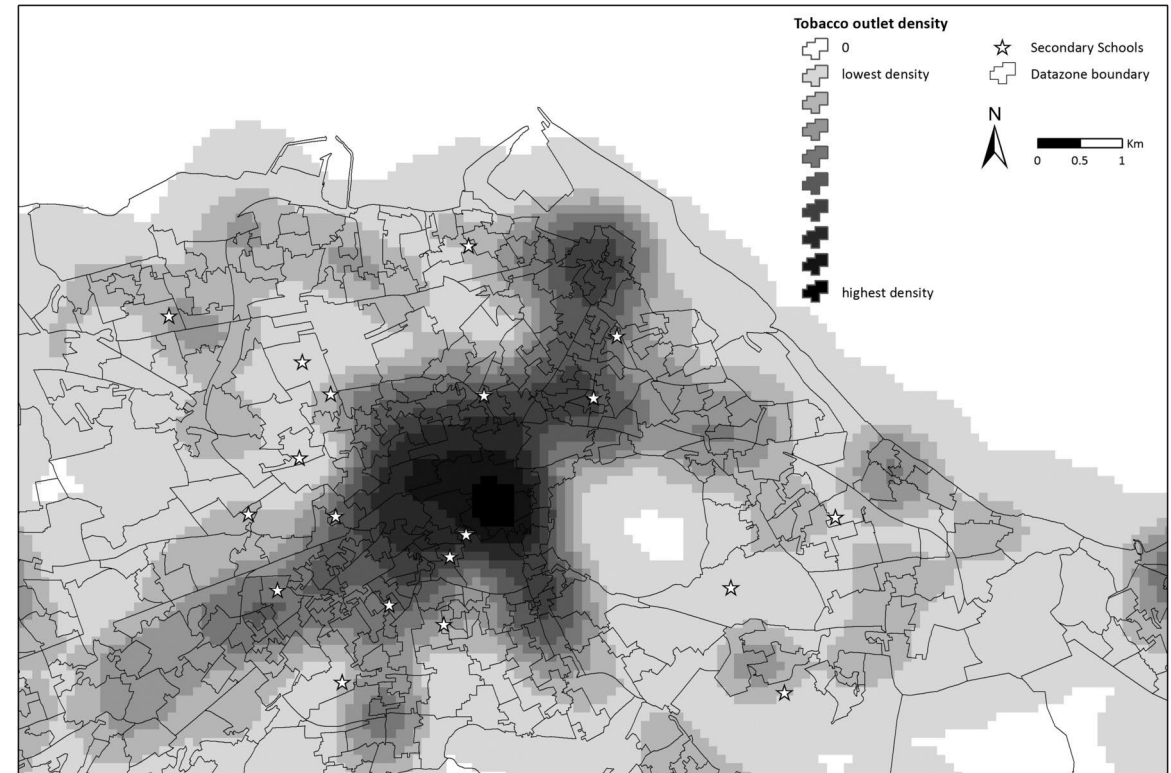 Tobacco outlet density
0
lowest density
highest density
Secondary Schools
Datazone boundary
N
Km
0 0.5 1